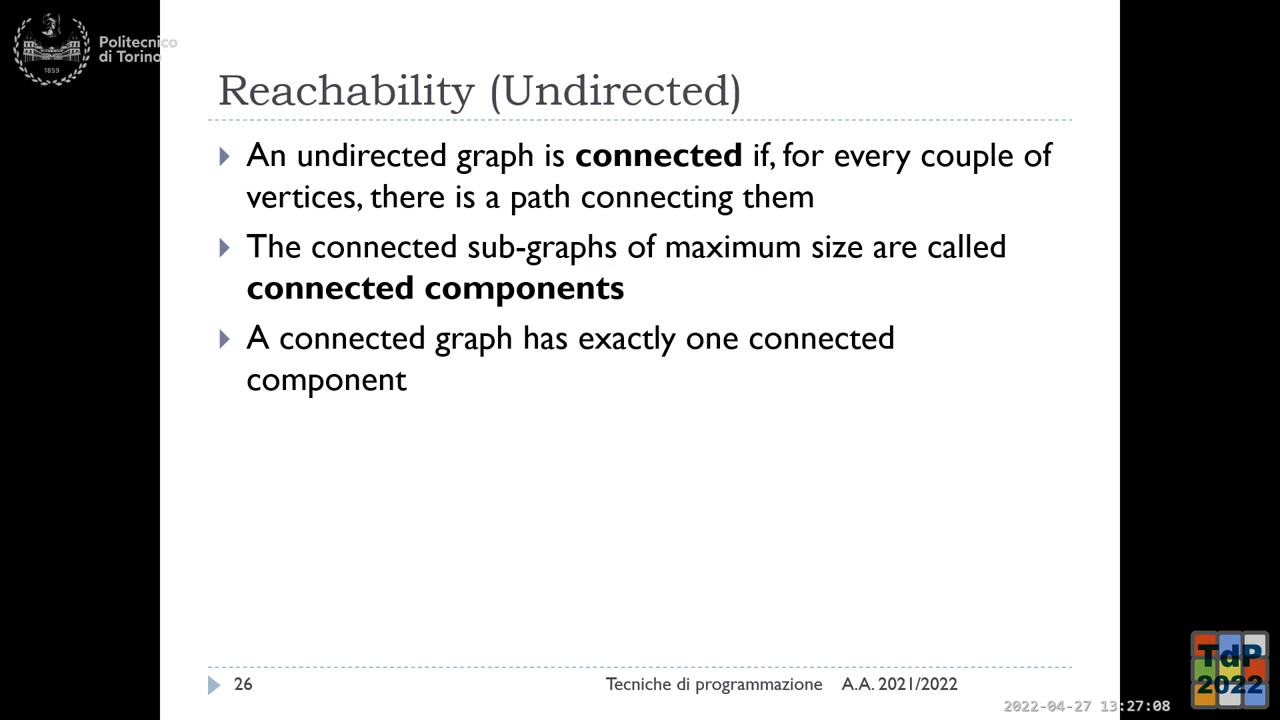 Politecnico
di Torino
1859
Reachability (Undirected)
An undirected graph is connected if, for every couple of
vertices, there is a path connecting them
The connected sub-graphs of maximum size are called
connected components
A connected graph has exactly one connected
component
26
Tecniche di programmazione A.A. 2021/2022
2022-04-27 13:27:08
TdP
2022